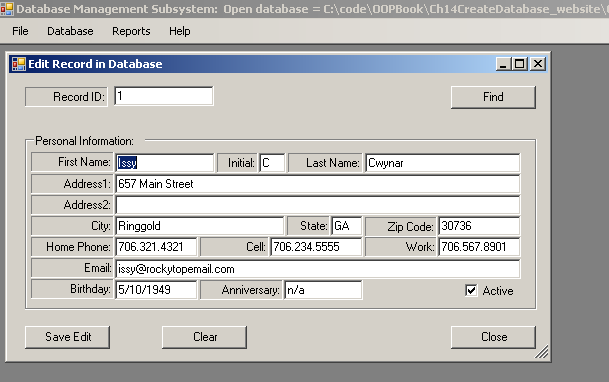 Database Management Subsystem: Open database = C:\code\OOPBook\Ch14CreateDatabase_website\
File Database Reports Help
Edit Record in Database
Record ID: 1 Find
Personal Information:
First Name: Issy Initial: C Last Name: Cwynar
Address1: 657 Main Street
Address2:
City: Ringgold State: GA Zip Code: 30736
Home Phone: 706.321.4321 Cell: 706.234.5555 Work: 706.567.8901
Email: issy@rockytopemail.com
Birthday: 5/10/1949 Anniversary: n/a Active
Save Edit Clear Close